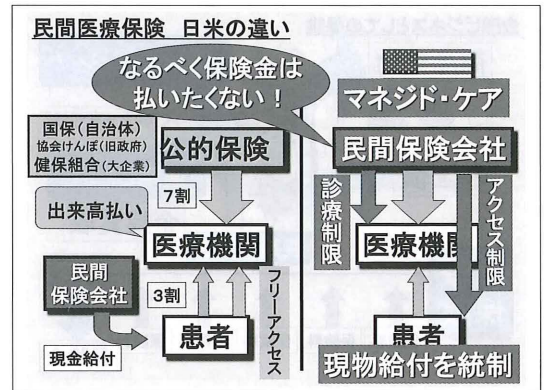 民間医療保険 日米の違い
なるべく保険金は
払いたくない!
マネジド・ケア
国保(自治体)
協会けんぽ(旧政府)
健保組合(大企業)
公的保険
民間保険会社
7割
出来高払い
医療機関
診療制限
医療機関
アクセス制限
民間
保険会社
3割
フリーアクセス
現金給付
患者
患者
現物給付を統制